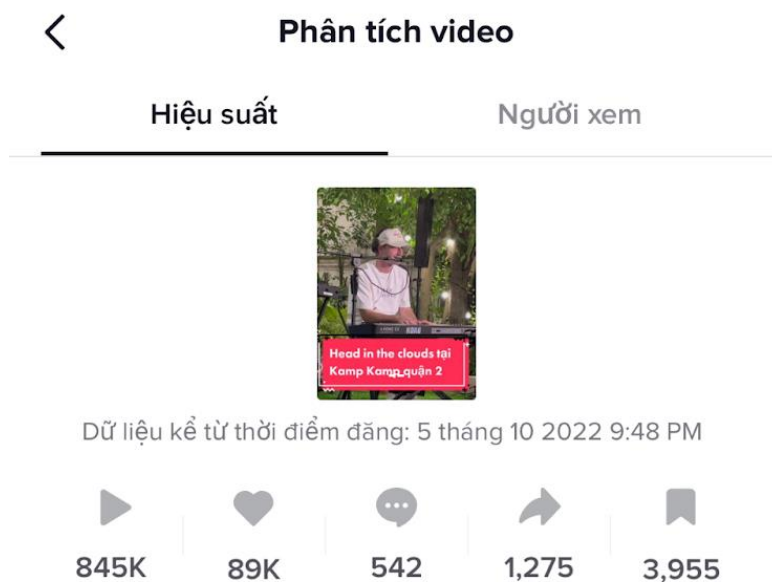 Phân tích video
Hiệu suất
Người xem
Head in the clouds tại
Kamp Kamp quận 2
Dữ liệu kể từ thời điểm đăng: 5 tháng 10 2022 9:48 PM
845K
89K
542
1,275
3,955